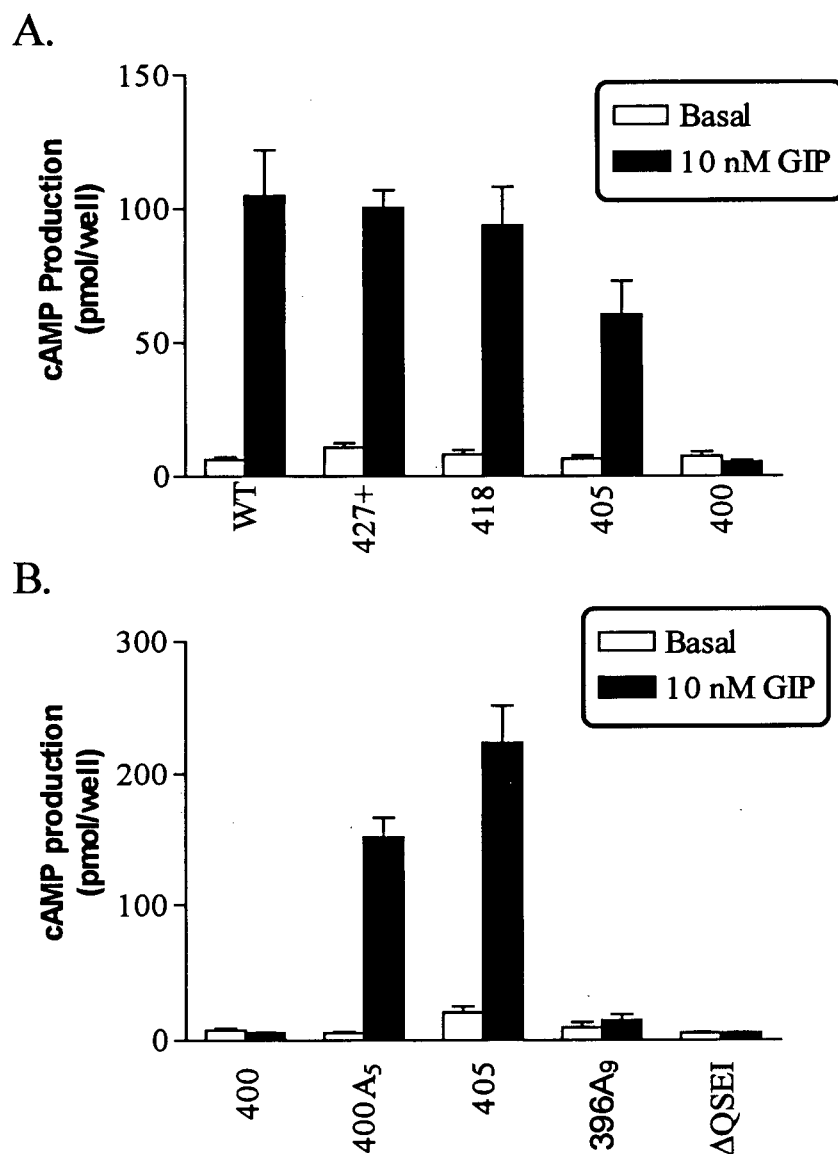 A.
cAMP Production
(pmol/well)
150
100
50
0
Basal
10 nM GIP
WT
427+
418
405
400
B.
cAMP production
(pmol/well)
300
200
100
0
Basal
10 nM GIP
400
400A₅
405
396A₉
ΔQSEI